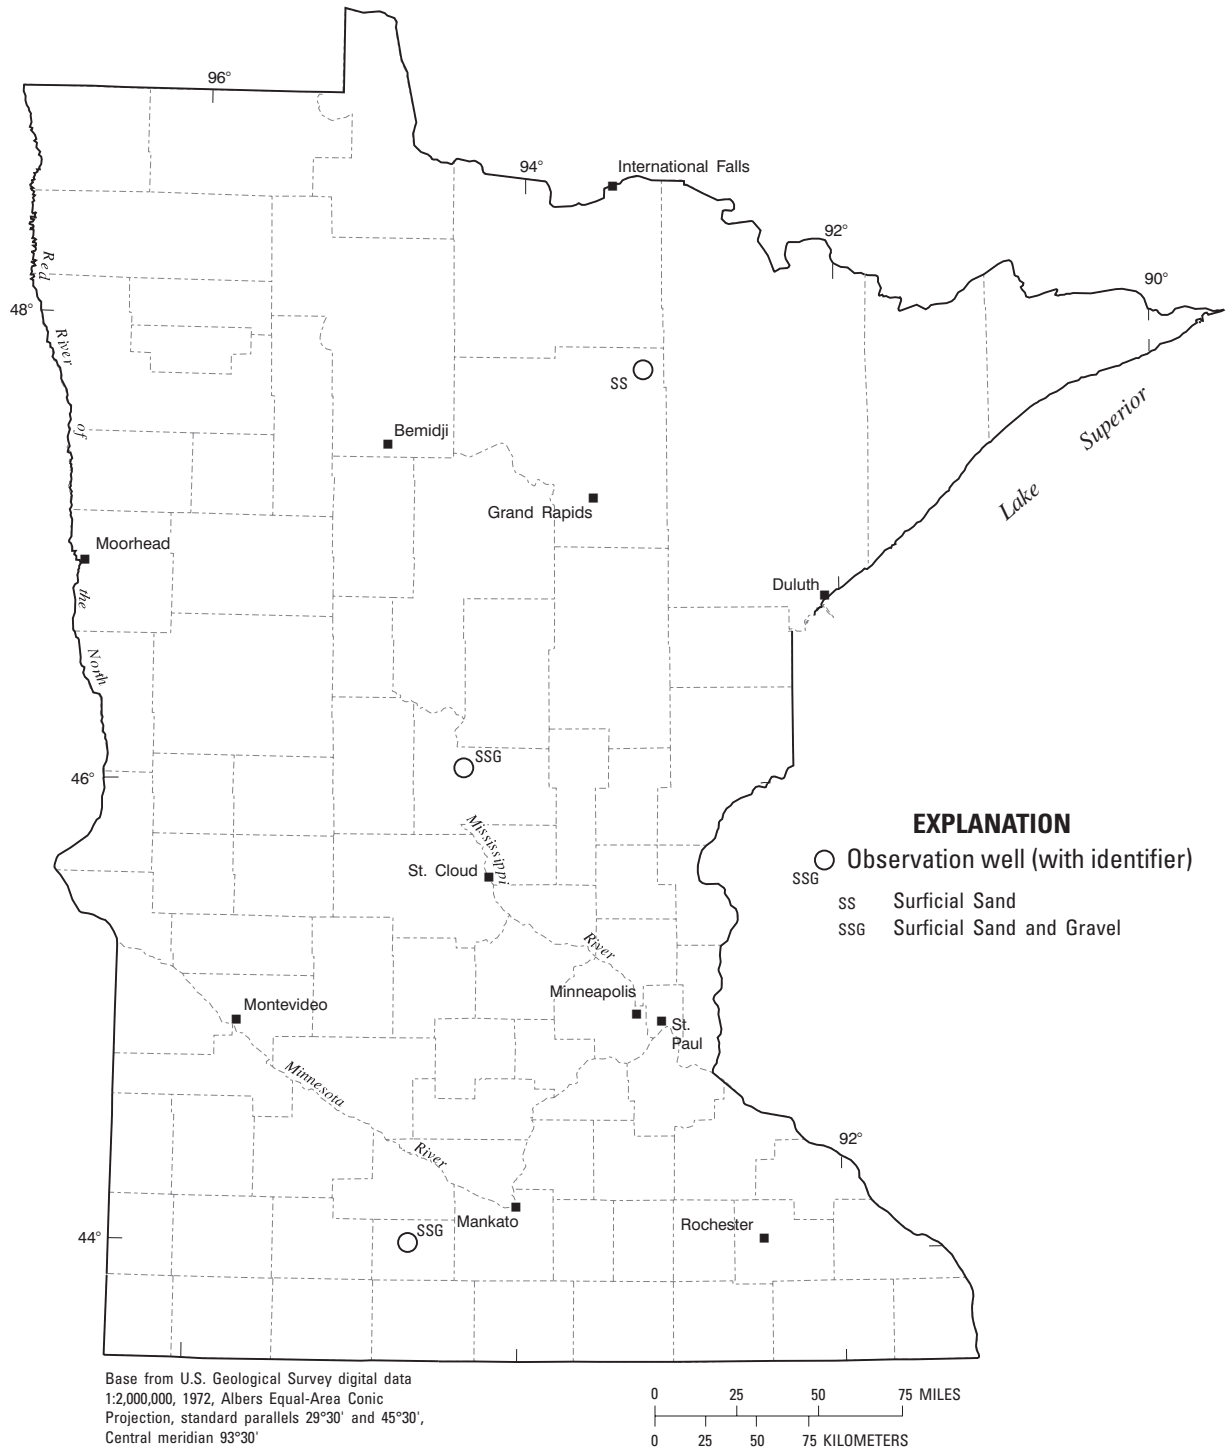 96°
94°
International Falls
92°
90°
48°
Red
River
of
the
North
SS
Bemidji
Grand Rapids
Moorhead
Duluth
Lake
Superior
46°
SSG
Mississippi
River
St. Cloud
EXPLANATION
Observation well (with identifier)
SSG
SS Surficial Sand
SSG Surficial Sand and Gravel
Minneapolis
St.
Paul
Montevideo
Minnesota
River
92°
Mankato
Rochester
44°
SSG
Base from U.S. Geological Survey digital data
1:2,000,000, 1972, Albers Equal-Area Conic
Projection, standard parallels 29°30' and 45°30',
Central meridian 93°30'
0 25 50 75 MILES
0 25 50 75 KILOMETERS